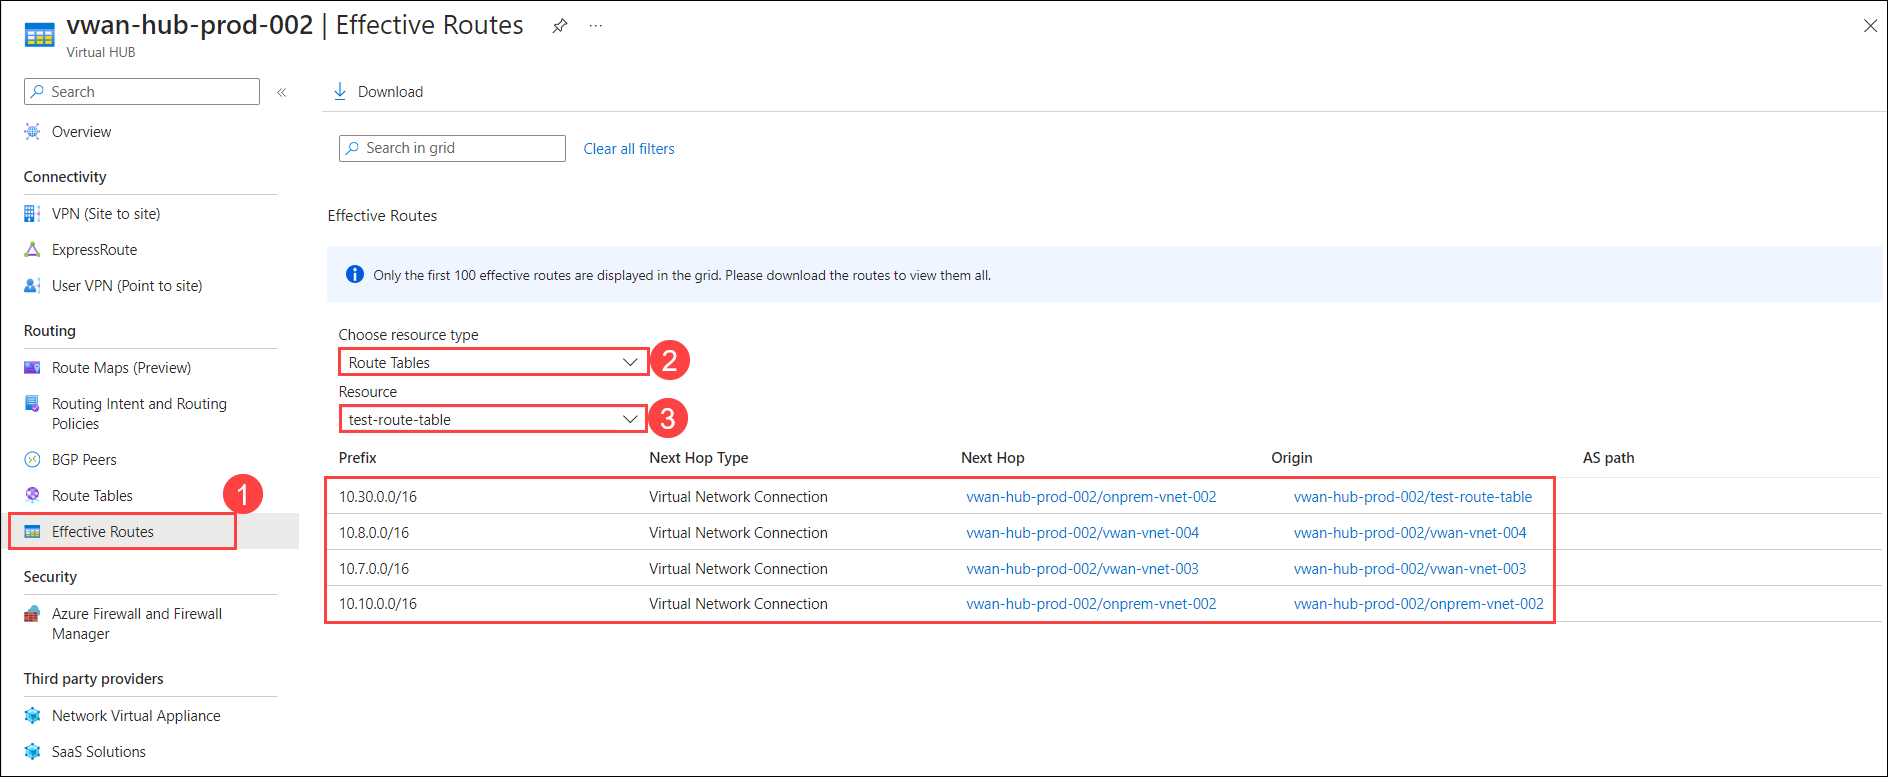 vwan-hub-prod-002 | Effective Routes
Virtual HUB
Search
«
Download
Overview
Search in grid
Clear all filters
Connectivity
VPN (Site to site)
Effective Routes
ExpressRoute
Only the first 100 effective routes are displayed in the grid. Please download the routes to view them all.
User VPN (Point to site)
Routing
Choose resource type
Route Maps (Preview)
Route Tables
2
Resource
Routing Intent and Routing
Policies
test-route-table
3
BGP Peers
Route Tables
1
Effective Routes
Prefix Next Hop Type Next Hop Origin AS path
10.30.0.0/16 Virtual Network Connection vwan-hub-prod-002/onprem-vnet-002 vwan-hub-prod-002/test-route-table
10.8.0.0/16 Virtual Network Connection vwan-hub-prod-002/vwan-vnet-004 vwan-hub-prod-002/vwan-vnet-004
10.7.0.0/16 Virtual Network Connection vwan-hub-prod-002/vwan-vnet-003 vwan-hub-prod-002/vwan-vnet-003
10.10.0.0/16 Virtual Network Connection vwan-hub-prod-002/onprem-vnet-002 vwan-hub-prod-002/onprem-vnet-002
Security
Azure Firewall and Firewall
Manager
Third party providers
Network Virtual Appliance
SaaS Solutions